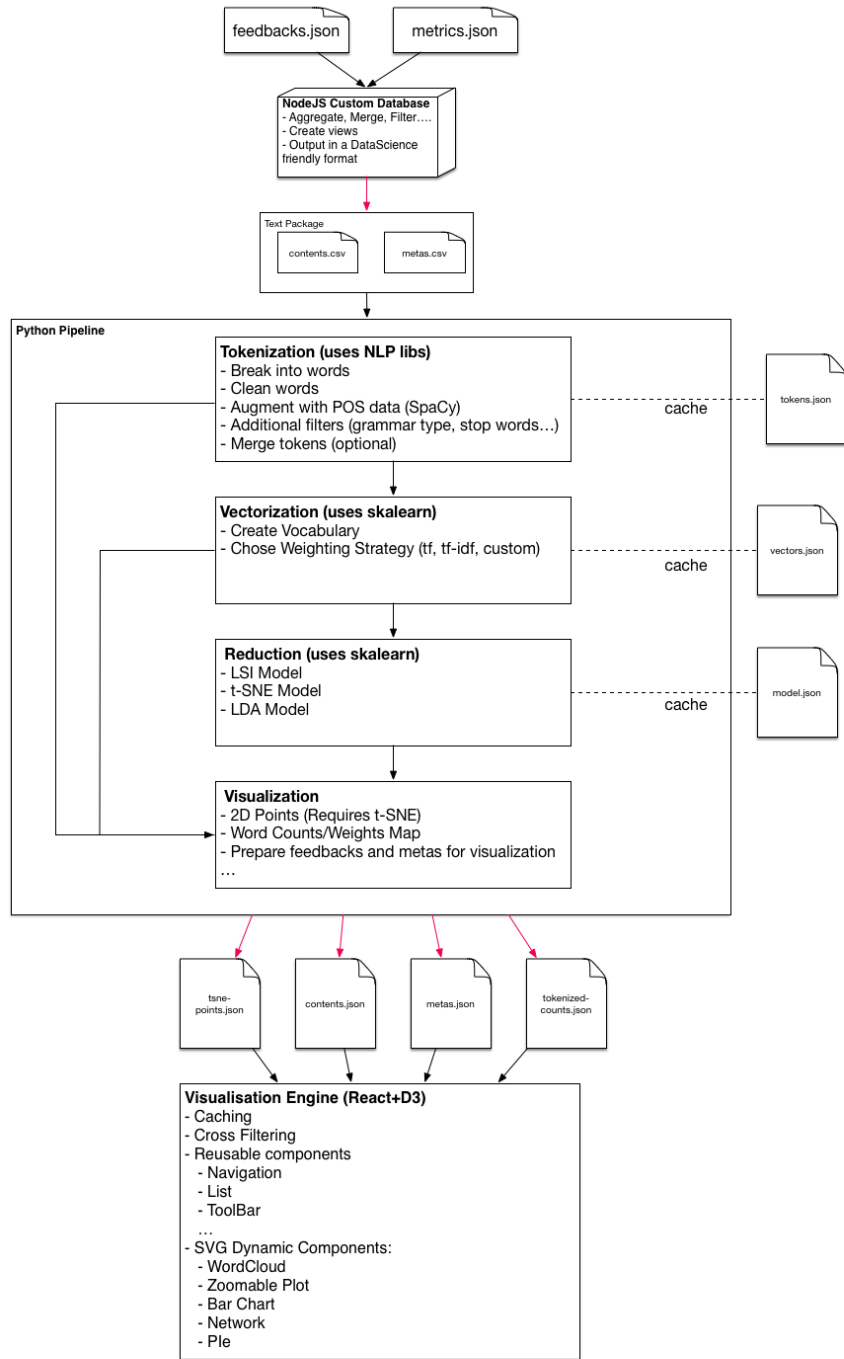 feedbacks.json
metrics.json
NodeJS Custom Database
- Aggregate, Merge, Filter….
- Create views
- Output in a DataScience
friendly format
Text Package
contents.csv
metas.csv
Python Pipeline
Tokenization (uses NLP libs)
- Break into words
- Clean words
- Augment with POS data (SpaCy)
- Additional filters (grammar type, stop words…)
- Merge tokens (optional)
cache
tokens.json
Vectorization (uses skalearn)
- Create Vocabulary
- Chose Weighting Strategy (tf, tf-idf, custom)
cache
vectors.json
Reduction (uses skalearn)
- LSI Model
- t-SNE Model
- LDA Model
cache
model.json
Visualization
- 2D Points (Requires t-SNE)
- Word Counts/Weights Map
- Prepare feedbacks and metas for visualization
…
tsne-
points.json
contents.json
metas.json
tokenized-
counts.json
Visualisation Engine (React+D3)
- Caching
- Cross Filtering
- Reusable components
- Navigation
- List
- ToolBar
…
- SVG Dynamic Components:
- WordCloud
- Zoomable Plot
- Bar Chart
- Network
- PIe